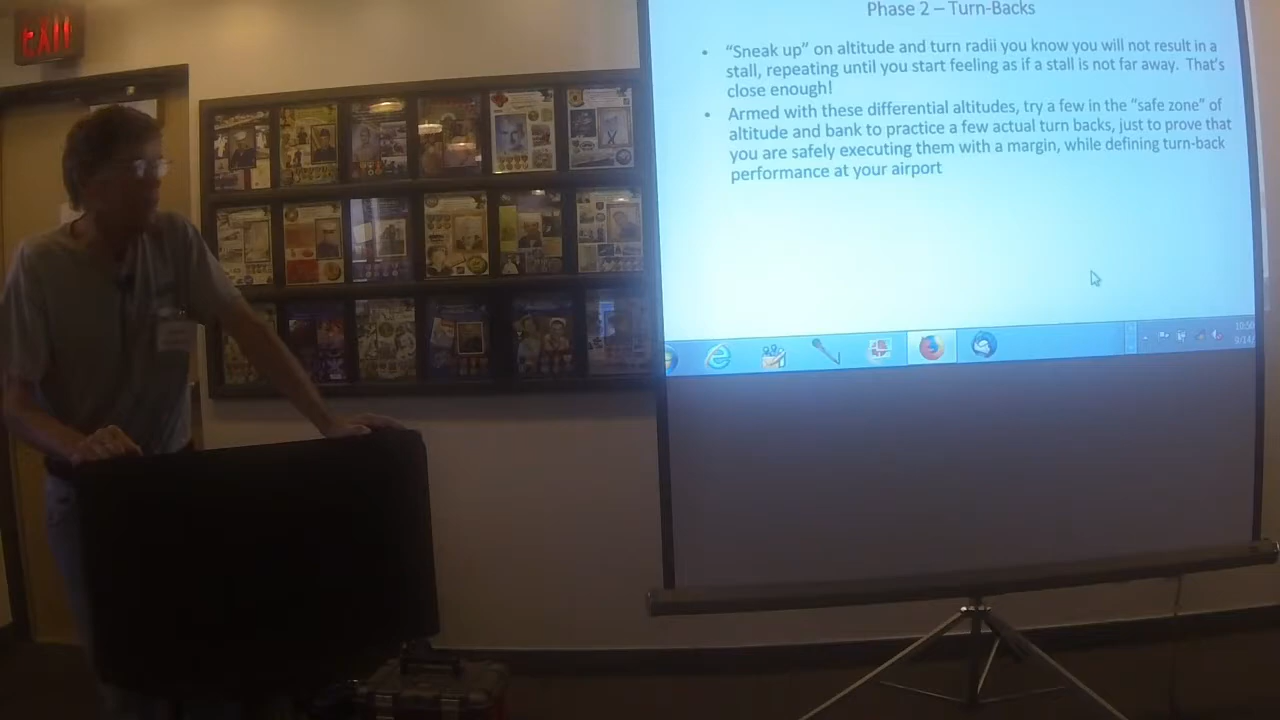 EXIT
Phase 2 – Turn-Backs
• "Sneak up" on altitude and turn radii you know you will not result in a
stall, repeating until you start feeling as if a stall is not far away. That's
close enough!
• Armed with these differential altitudes, try a few in the "safe zone" of
altitude and bank to practice a few actual turn backs, just to prove that
you are safely executing them with a margin, while defining turn-back
performance at your airport